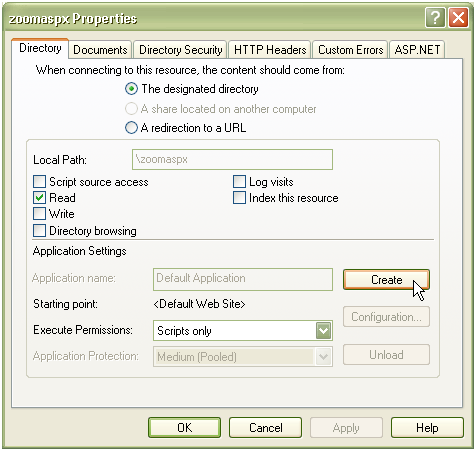 zoomaspx Properties
Directory Documents Directory Security HTTP Headers Custom Errors ASP.NET
When connecting to this resource, the content should come from:
The designated directory
A share located on another computer
A redirection to a URL
Local Path: \zoomaspx
Script source access Log visits
Read Index this resource
Write
Directory browsing
Application Settings
Application name: Default Application Create
Starting point: <Default Web Site>
Configuration...
Execute Permissions: Scripts only
Application Protection: Medium (Pooled) Unload
OK Cancel Apply Help